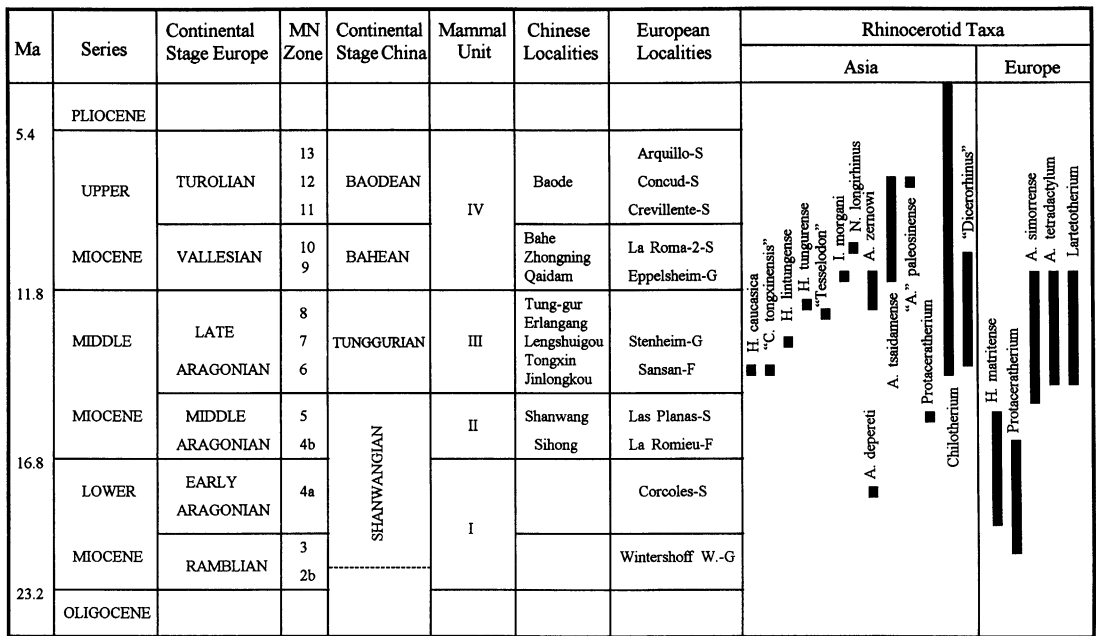 Ma
Series
Continental
Stage Europe
MN
Zone
Continental
Stage China
Mammal
Unit
Chinese
Localities
European
Localities
Rhinocerotid Taxa
Asia
Europe
PLIOCENE
5.4
UPPER
MIOCENE
TUROLIAN
13
12
11
BAODEAN
IV
Baode
Arquillo-S
Concud-S
Crevillente-S
VALLESIAN
10
9
BAHEAN
Bahe
Zhongning
Qaidam
La Roma-2-S
Eppelsheim-G
11.8
MIDDLE
MIOCENE
LATE
ARAGONIAN
8
7
6
TUNGGURIAN
III
Tung-gur
Erlangang
Lengshuigou
Tongxin
Jinlongkou
Stenheim-G
Sansan-F
MIDDLE
ARAGONIAN
5
4b
SHANWANGIAN
II
Shanwang
Sihong
Las Planas-S
La Romieu-F
16.8
LOWER
MIOCENE
EARLY
ARAGONIAN
4a
I
Corcoles-S
RAMBLIAN
3
2b
Wintershoff W.-G
23.2
OLIGOCENE
H. caucasica
"C. tongxinensis"
H. lintungense
H. tungurense
"Tesselodon"
I. morgani
N. longirhinus
A. zernowi
A. depereti
A. tsaidamense
"A." paleosinense
Protaceratherium
Chilotherium
"Dicerorhinus"
H. matritense
Protaceratherium
A. simorrense
A. tetradactylum
Lartetotherium